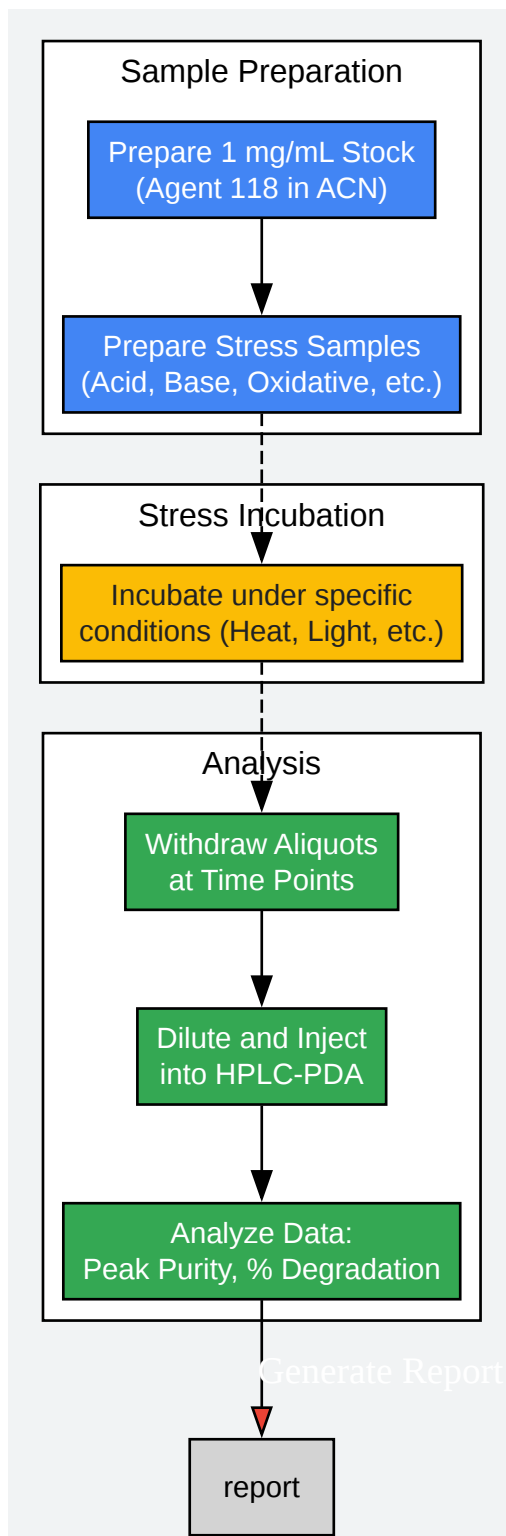 Sample Preparation
Prepare 1 mg/mL Stock
(Agent 118 in ACN)
Prepare Stress Samples
(Acid, Base, Oxidative, etc.)
Stress Incubation
Incubate under specific
conditions (Heat, Light, etc.)
Analysis
Withdraw Aliquots
at Time Points
Dilute and Inject
into HPLC-PDA
Analyze Data:
Peak Purity, % Degradation
Generate Report
report